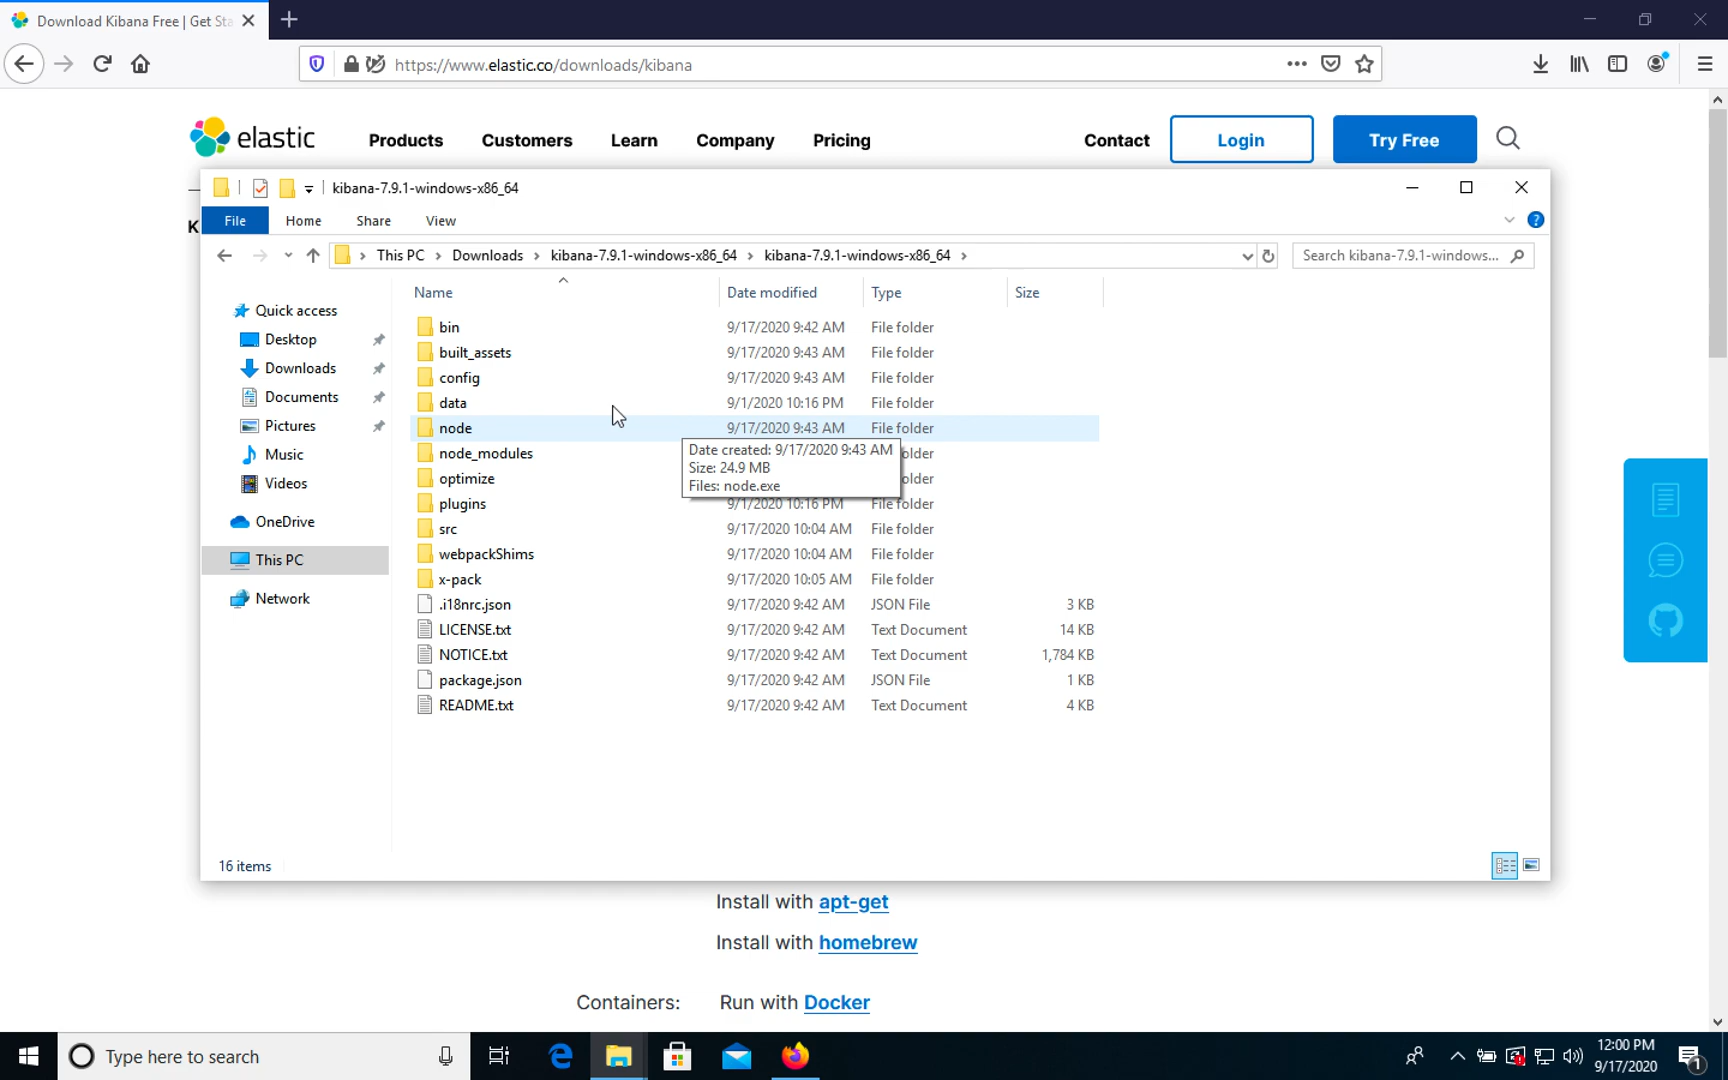 Download Kibana Free | Get Sta
https://www.elastic.co/downloads/kibana
elastic
Products
Customers
Learn
Company
Pricing
Contact
Login
Try Free
K
kibana-7.9.1-windows-x86_64
File
Home
Share
View
This PC
Downloads
kibana-7.9.1-windows-x86_64
kibana-7.9.1-windows-x86_64
Search kibana-7.9.1-windows...
Name
Date modified
Type
Size
Quick access
Desktop
Downloads
Documents
Pictures
Music
Videos
OneDrive
This PC
Network
bin 9/17/2020 9:42 AM File folder
built_assets 9/17/2020 9:43 AM File folder
config 9/17/2020 9:43 AM File folder
data 9/1/2020 10:16 PM File folder
node 9/17/2020 9:43 AM File folder
node_modules older
optimize older
plugins 9/1/2020 10:16 PM File folder
Date created: 9/17/2020 9:43 AM
Size: 24.9 MB
Files: node.exe
src 9/17/2020 10:04 AM File folder
webpackShims 9/17/2020 10:04 AM File folder
x-pack 9/17/2020 10:05 AM File folder
.i18nrc.json 9/17/2020 9:42 AM JSON File 3 KB
LICENSE.txt 9/17/2020 9:42 AM Text Document 14 KB
NOTICE.txt 9/17/2020 9:42 AM Text Document 1,784 KB
package.json 9/17/2020 9:42 AM JSON File 1 KB
README.txt 9/17/2020 9:42 AM Text Document 4 KB
16 items
Install with apt-get
Install with homebrew
Containers: Run with Docker
Type here to search
12:00 PM
9/17/2020
1